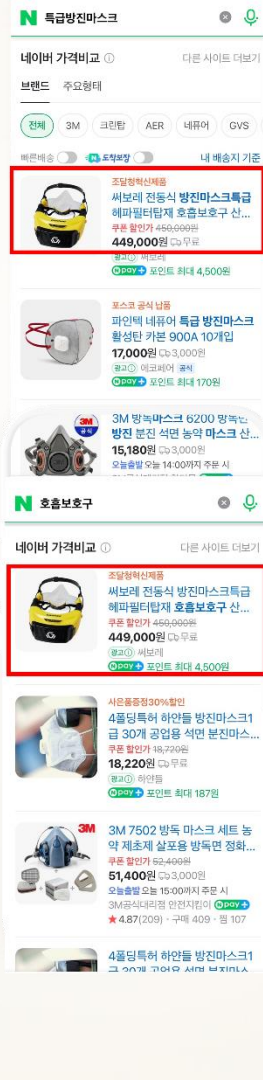 N 특급방진마스크
네이버 가격비교 다른 사이트 더보기
브랜드 주요형태
전체 3M 크린탑 AER 네퓨어 GVS
빠른배송 N 도착보장 내 배송지 기준
조달청혁신제품
써보레 전동식 방진마스크특급
헤파필터탑재 호흡보호구 산...
쿠폰 할인가 450,000원
449,000원 무료
광고 써보레
N pay+ 포인트 최대 4,500원
포스코 공식 납품
파인텍 네퓨어 특급 방진마스크
활성탄 카본 900A 10개입
17,000원 3,000원
광고 에코페어 공식
N pay+ 포인트 최대 170원
3M 공식
3M 방독마스크 6200 방독면
방진 분진 석면 농약 마스크 산...
15,180원 3,000원
오늘출발 오늘 14:00까지 주문 시
N 호흡보호구
네이버 가격비교 다른 사이트 더보기
조달청혁신제품
써보레 전동식 방진마스크특급
헤파필터탑재 호흡보호구 산...
쿠폰 할인가 450,000원
449,000원 무료
광고 써보레
N pay+ 포인트 최대 4,500원
사은품증정30%할인
4폴딩특허 하얀들 방진마스크1
급 30개 공업용 석면 분진마스...
쿠폰 할인가 18,720원
18,220원 무료
광고 하얀들
N pay+ 포인트 최대 187원
3M
3M 7502 방독 마스크 세트 농
약 제초제 살포용 방독면 정화...
쿠폰 할인가 52,400원
51,400원 3,000원
오늘출발 오늘 15:00까지 주문 시
3M공식대리점 안전지킴이 N pay+
★4.87(209) · 구매 409 · 찜 107
4폴딩특허 하얀들 방진마스크1
급 30개 공업용 석면 분진마스